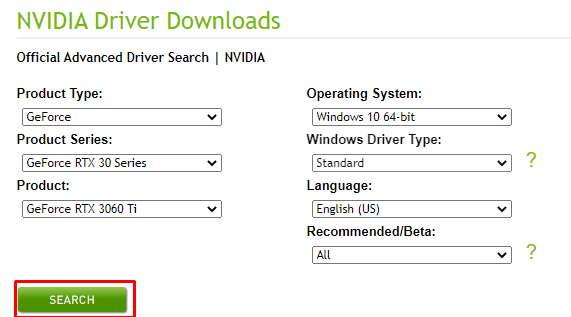 NVIDIA Driver Downloads
Official Advanced Driver Search | NVIDIA
Product Type:
GeForce
Product Series:
GeForce RTX 30 Series
Product:
GeForce RTX 3060 Ti
Operating System:
Windows 10 64-bit
Windows Driver Type:
Standard
?
Language:
English (US)
Recommended/Beta:
All
?
SEARCH